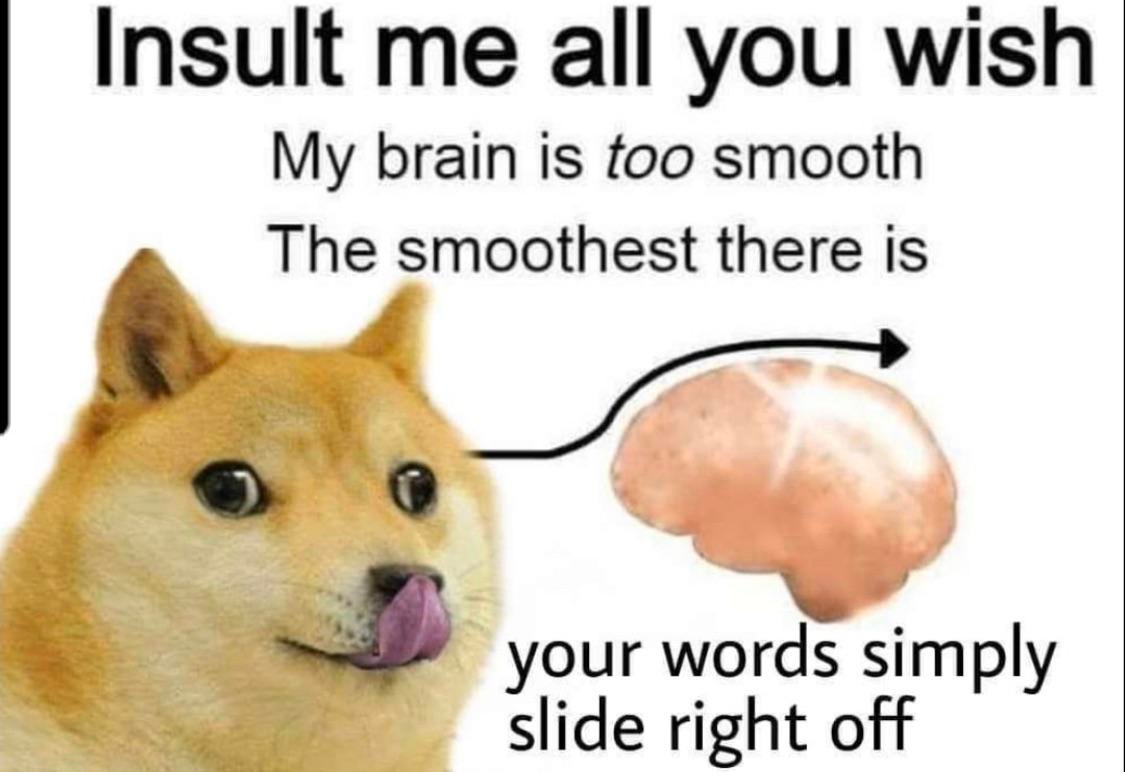 Insult me all you wish
My brain is too smooth
The smoothest there is
your words simply
slide right off